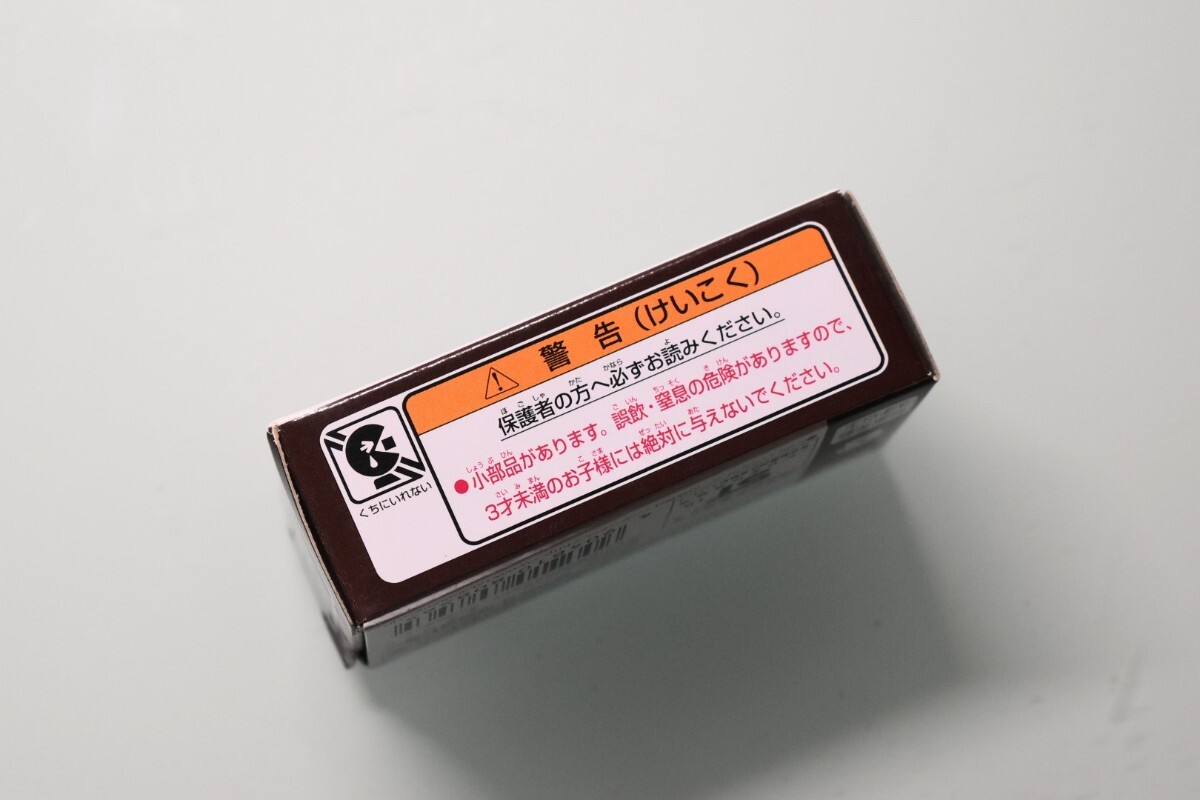 警告(けいこく)
保護者の方へ必ずお読みください。
●小部品があります。誤飲・窒息の危険がありますので、
3才未満のお子様には絶対に与えないでください。
くちにいれない